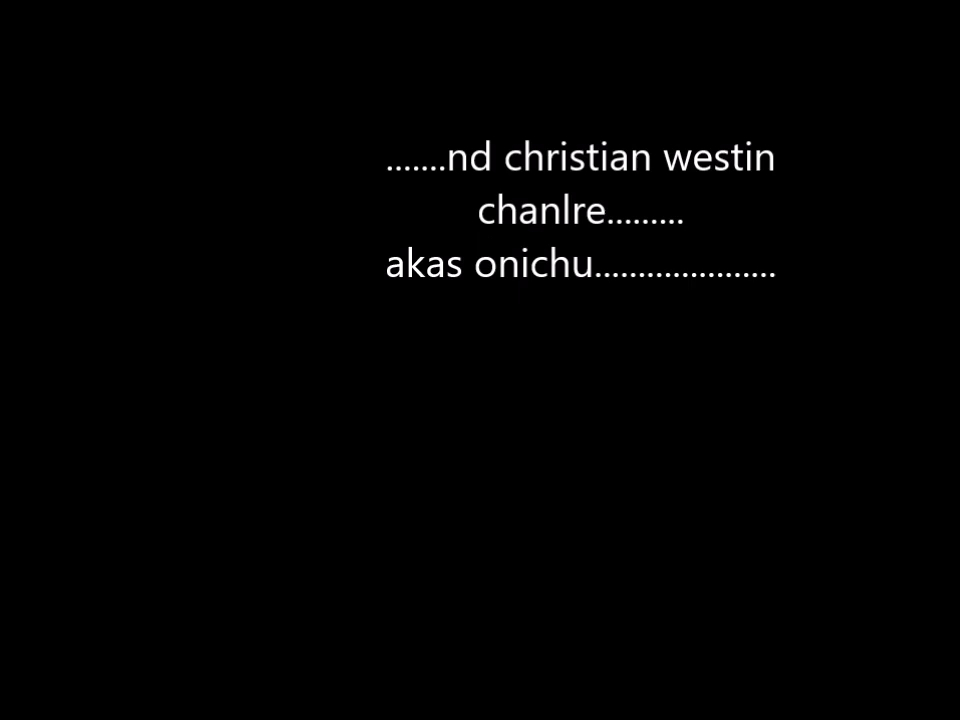 .......nd christian westin
chanlre.........
akas onichu.....................